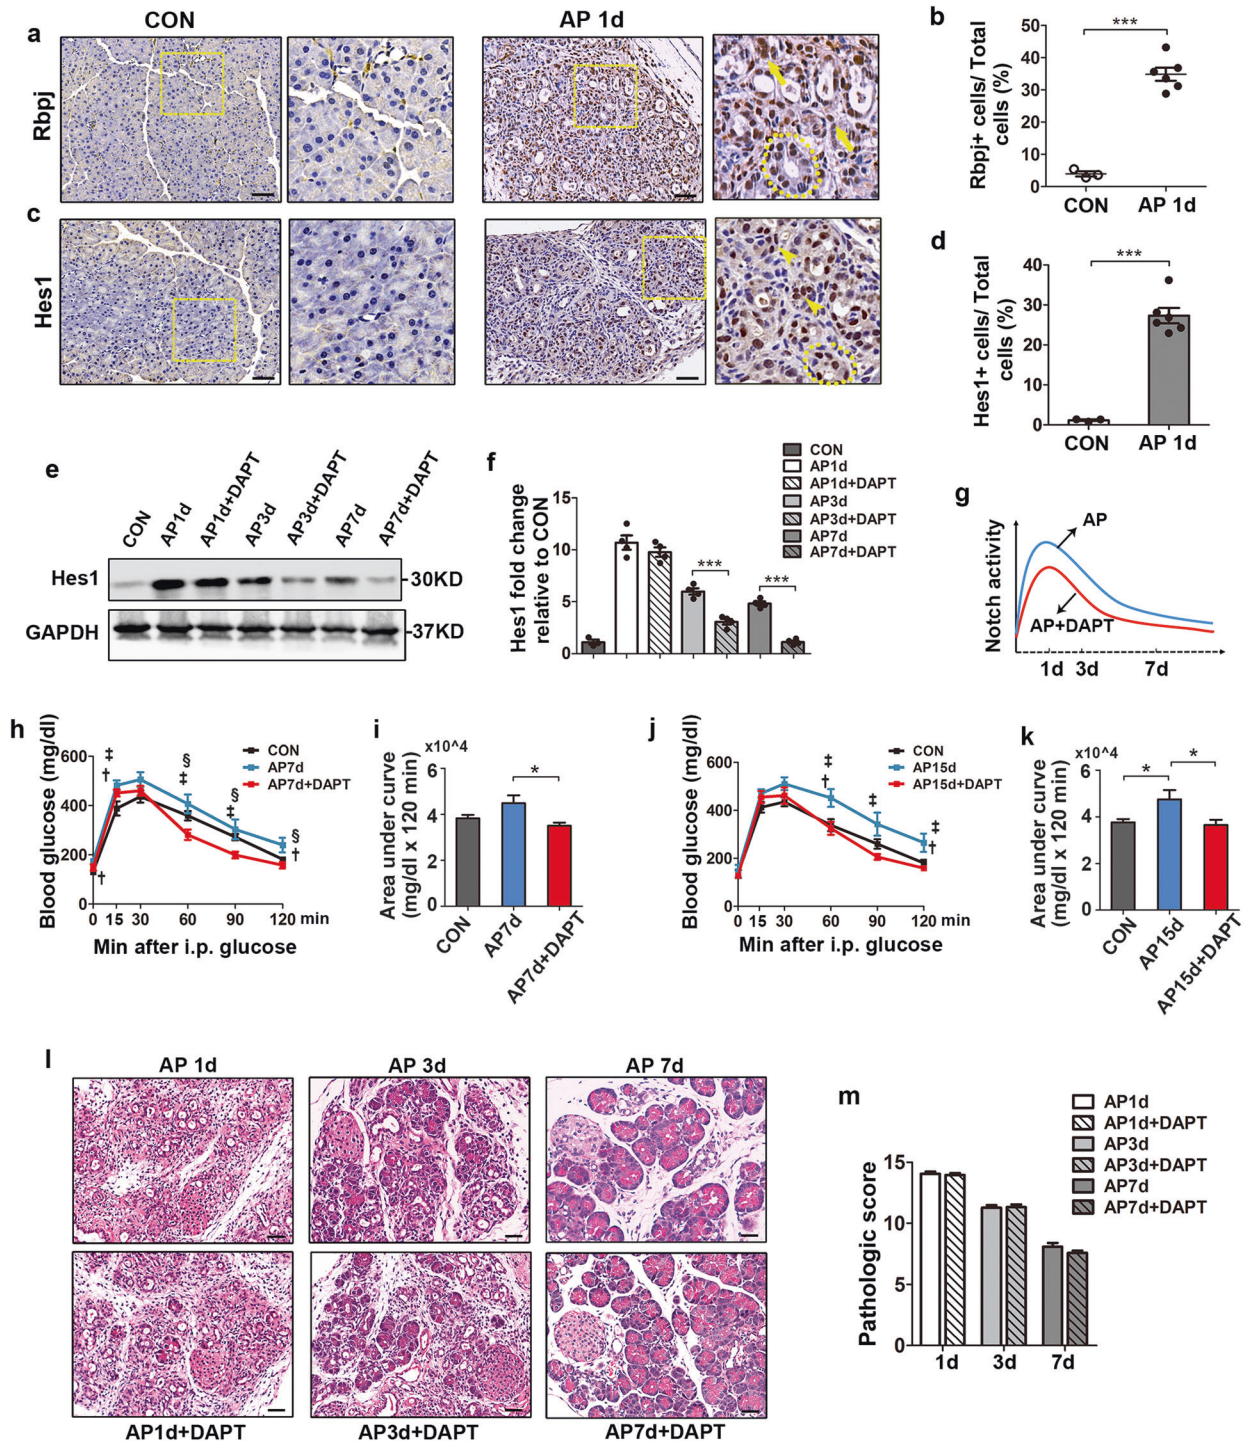 CON
AP 1d
a
Rbpj
b
Rbpj+ cells/ Total
cells (%)
50
40
30
20
10
0
***
CON
AP 1d
c
Hes1
d
Hes1+ cells/ Total
cells (%)
40
30
20
10
0
***
CON
AP 1d
e
CON
AP1d
AP1d+DAPT
AP3d
AP3d+DAPT
AP7d
AP7d+DAPT
Hes1
-30KD
GAPDH
-37KD
f
Hes1 fold change
relative to CON
15
10
5
0
***
***
CON
AP1d
AP1d+DAPT
AP3d
AP3d+DAPT
AP7d
AP7d+DAPT
g
Notch activity
AP
AP+DAPT
1d
3d
7d
h
Blood glucose (mg/dl)
600
400
200
0
‡
†
†
§
‡
§
‡
§
†
CON
AP7d
AP7d+DAPT
0 15 30 60 90 120 min
Min after i.p. glucose
i
Area under curve
(mg/dl x 120 min)
x10^4
6
4
2
0
*
CON
AP7d
AP7d+DAPT
j
Blood glucose (mg/dl)
600
400
200
0
‡
†
‡
‡
†
CON
AP15d
AP15d+DAPT
0 15 30 60 90 120 min
Min after i.p. glucose
k
Area under curve
(mg/dl x 120 min)
x10^4
6
4
2
0
*
*
CON
AP15d
AP15d+DAPT
l
AP 1d
AP 3d
AP 7d
AP1d+DAPT
AP3d+DAPT
AP7d+DAPT
m
Pathologic score
15
10
5
0
1d
3d
7d
AP1d
AP1d+DAPT
AP3d
AP3d+DAPT
AP7d
AP7d+DAPT